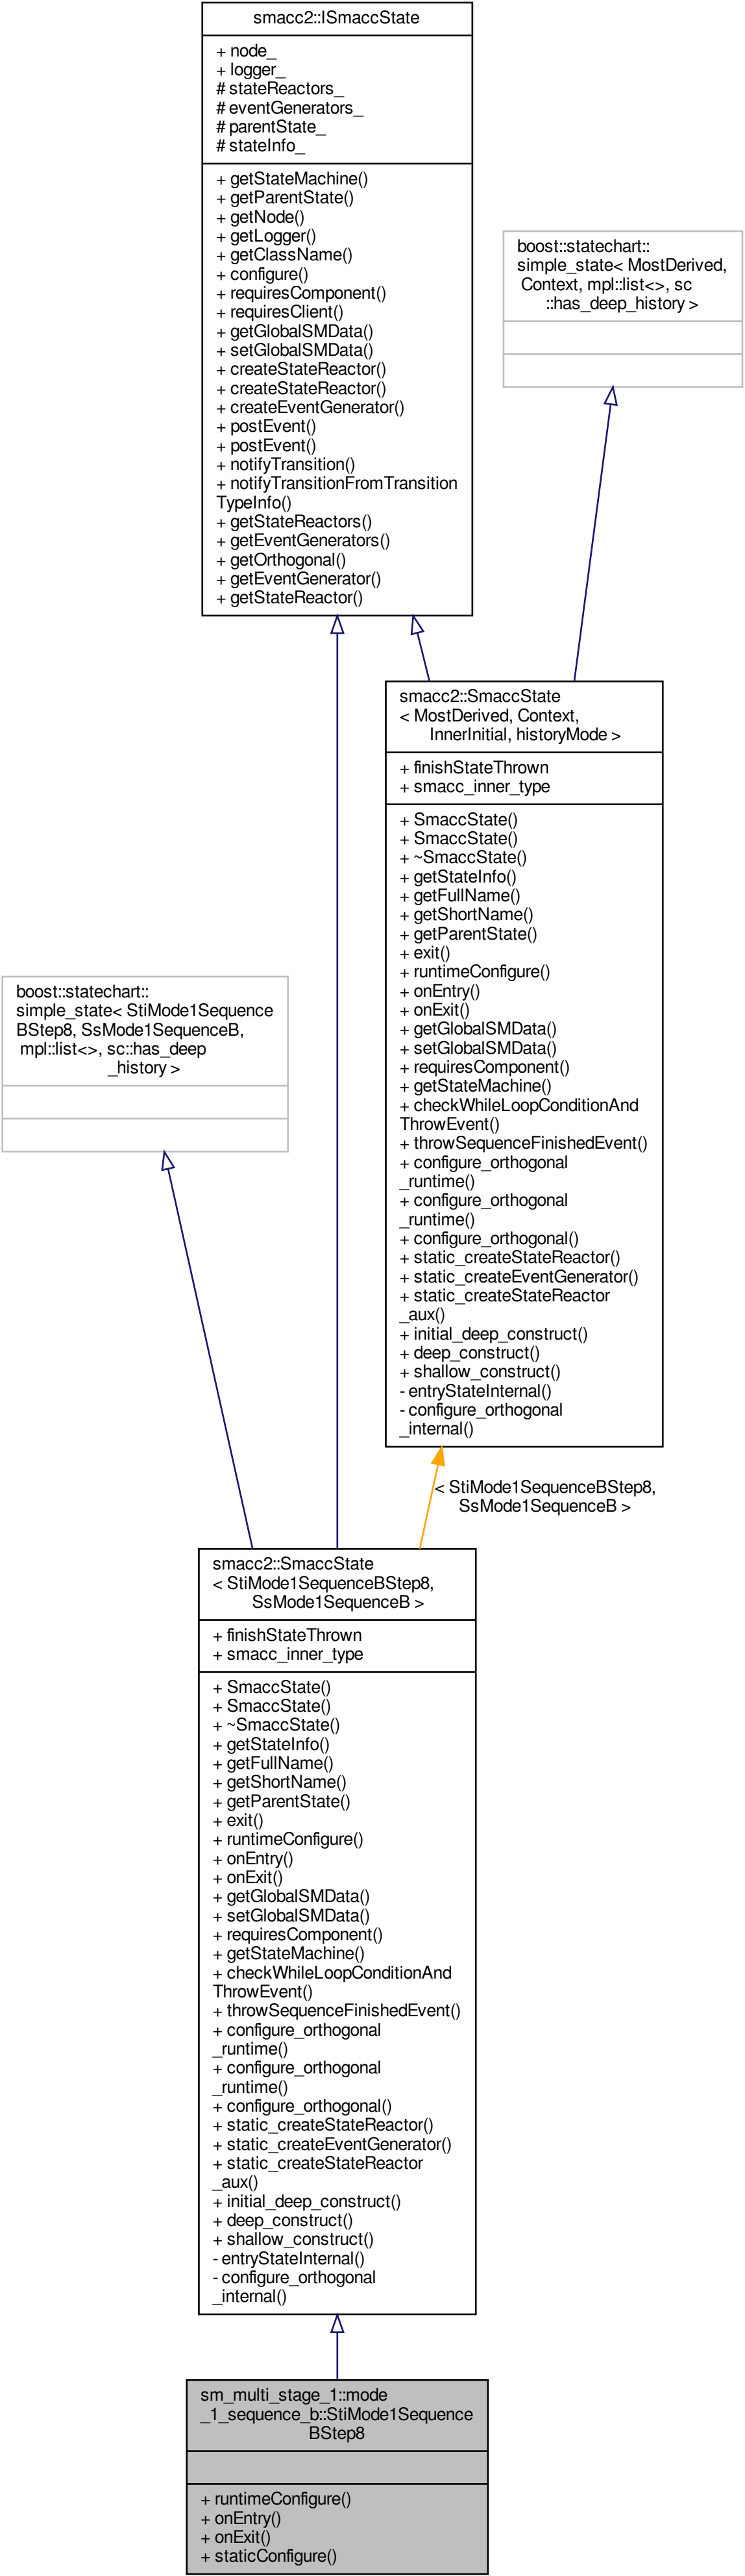 smacc2::ISmaccState
+ node_
+ logger_
# stateReactors_
# eventGenerators_
# parentState_
# stateInfo_
+ getStateMachine()
+ getParentState()
+ getNode()
+ getLogger()
+ getClassName()
+ configure()
+ requiresComponent()
+ requiresClient()
+ getGlobalSMData()
+ setGlobalSMData()
+ createStateReactor()
+ createStateReactor()
+ createEventGenerator()
+ postEvent()
+ postEvent()
+ notifyTransition()
+ notifyTransitionFromTransition
TypeInfo()
+ getStateReactors()
+ getEventGenerators()
+ getOrthogonal()
+ getEventGenerator()
+ getStateReactor()
boost::statechart::
simple_state< MostDerived,
Context, mpl::list<>, sc
::has_deep_history >
smacc2::SmaccState
< MostDerived, Context,
InnerInitial, historyMode >
+ finishStateThrown
+ smacc_inner_type
+ SmaccState()
+ SmaccState()
+ ~SmaccState()
+ getStateInfo()
+ getFullName()
+ getShortName()
+ getParentState()
+ exit()
+ runtimeConfigure()
+ onEntry()
+ onExit()
+ getGlobalSMData()
+ setGlobalSMData()
+ requiresComponent()
+ getStateMachine()
+ checkWhileLoopConditionAnd
ThrowEvent()
+ throwSequenceFinishedEvent()
+ configure_orthogonal
_runtime()
+ configure_orthogonal
_runtime()
+ configure_orthogonal()
+ static_createStateReactor()
+ static_createEventGenerator()
+ static_createStateReactor
_aux()
+ initial_deep_construct()
+ deep_construct()
+ shallow_construct()
- entryStateInternal()
- configure_orthogonal
_internal()
boost::statechart::
simple_state< StiMode1Sequence
BStep8, SsMode1SequenceB,
mpl::list<>, sc::has_deep
_history >
< StiMode1SequenceBStep8,
SsMode1SequenceB >
smacc2::SmaccState
< StiMode1SequenceBStep8,
SsMode1SequenceB >
+ finishStateThrown
+ smacc_inner_type
+ SmaccState()
+ SmaccState()
+ ~SmaccState()
+ getStateInfo()
+ getFullName()
+ getShortName()
+ getParentState()
+ exit()
+ runtimeConfigure()
+ onEntry()
+ onExit()
+ getGlobalSMData()
+ setGlobalSMData()
+ requiresComponent()
+ getStateMachine()
+ checkWhileLoopConditionAnd
ThrowEvent()
+ throwSequenceFinishedEvent()
+ configure_orthogonal
_runtime()
+ configure_orthogonal
_runtime()
+ configure_orthogonal()
+ static_createStateReactor()
+ static_createEventGenerator()
+ static_createStateReactor
_aux()
+ initial_deep_construct()
+ deep_construct()
+ shallow_construct()
- entryStateInternal()
- configure_orthogonal
_internal()
sm_multi_stage_1::mode
_1_sequence_b::StiMode1Sequence
BStep8
+ runtimeConfigure()
+ onEntry()
+ onExit()
+ staticConfigure()